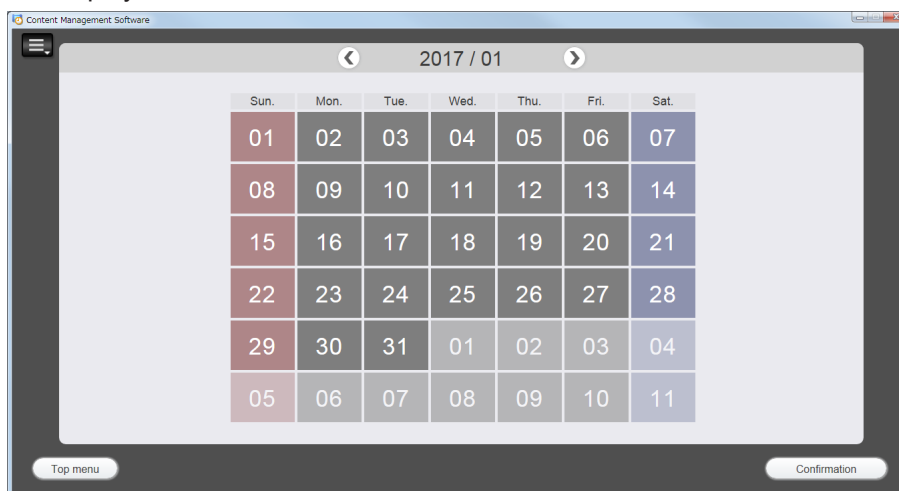 Content Management Software
2017 / 01
Sun. Mon. Tue. Wed. Thu. Fri. Sat.
01 02 03 04 05 06 07
08 09 10 11 12 13 14
15 16 17 18 19 20 21
22 23 24 25 26 27 28
29 30 31 01 02 03 04
05 06 07 08 09 10 11
Top menu Confirmation